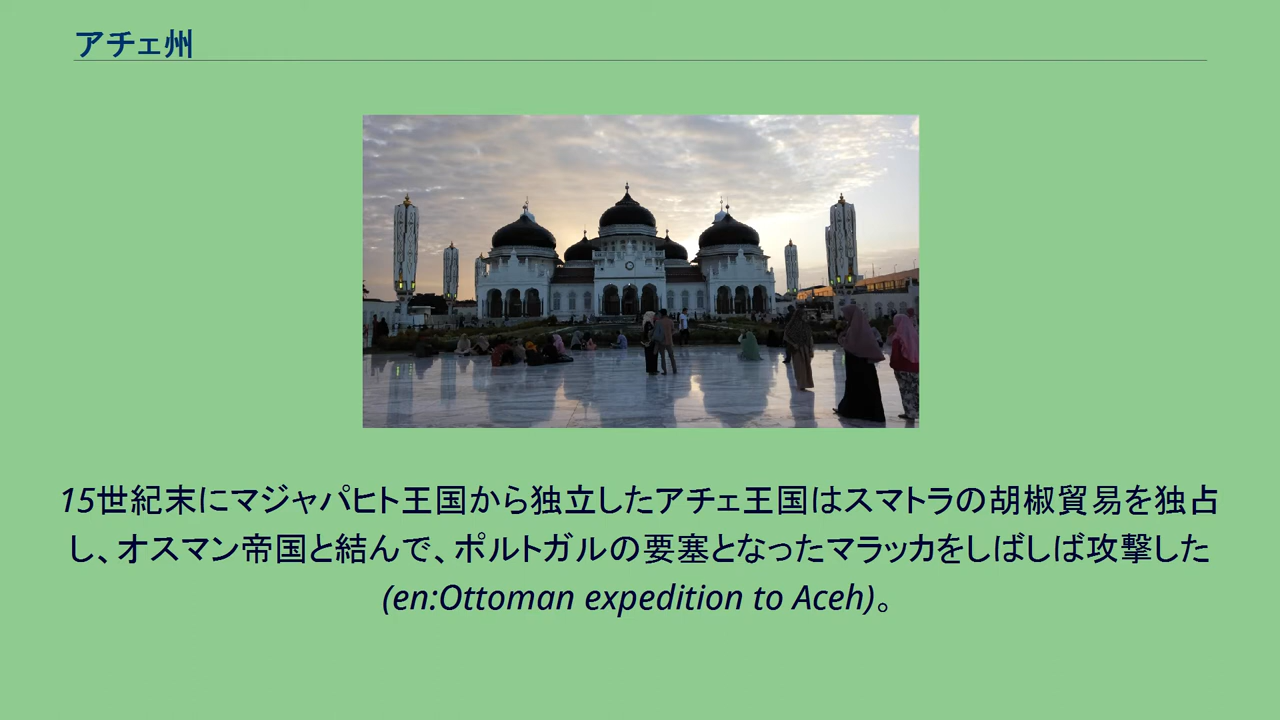 アチェ州
15世紀末にマジャパヒト王国から独立したアチェ王国はスマトラの胡椒貿易を独占
し、オスマン帝国と結んで、ポルトガルの要塞となったマラッカをしばしば攻撃した
(en:Ottoman expedition to Aceh)。